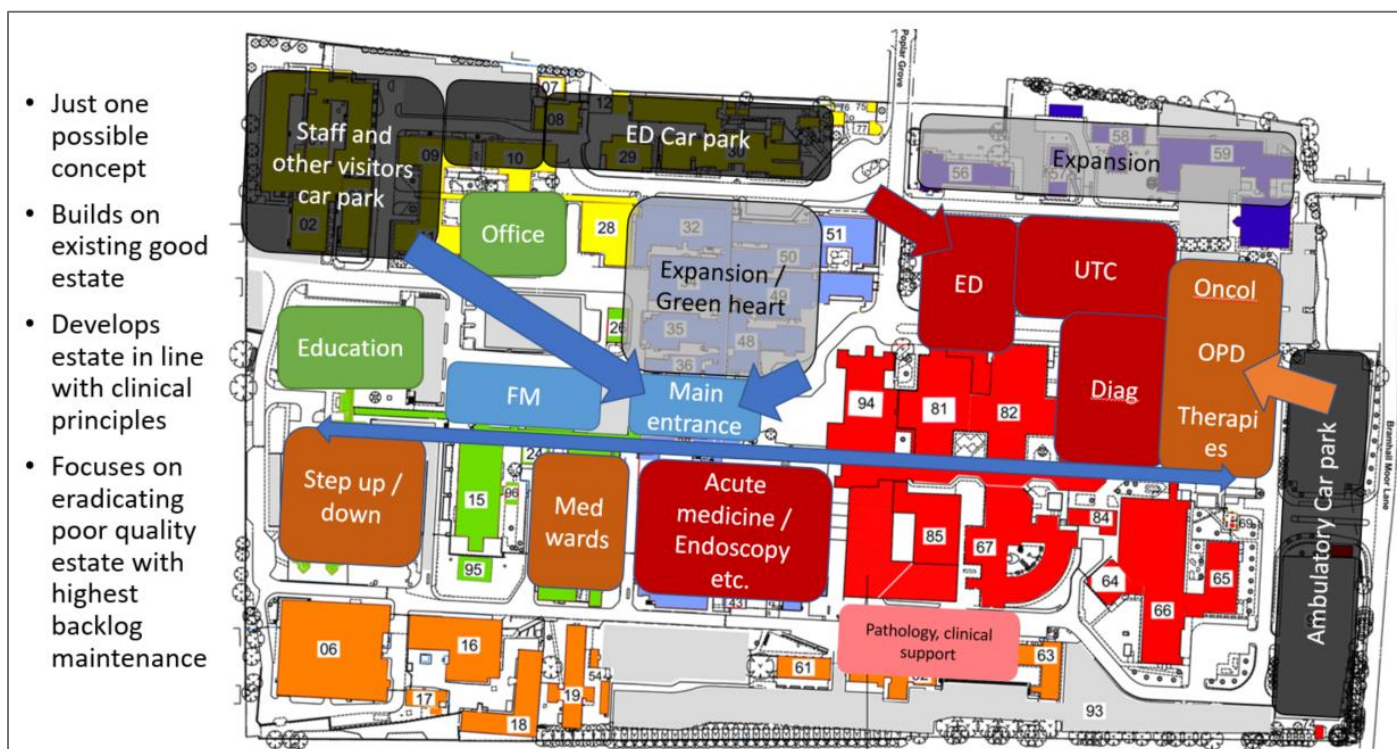 • Just one
possible
concept
• Builds on
existing good
estate
• Develops
estate in line
with clinical
principles
• Focuses on
eradicating
poor quality
estate with
highest
backlog
maintenance
Poplar Grove
07
08
12
76
75
77
Staff and
other visitors
car park
09
10
02
ED Car park
29
30
58
Expansion
56
57
59
Office
28
32
50
51
Expansion /
Green heart
34
49
35
48
36
26
ED
UTC
Oncol
OPD
Therapi
es
Diag
Education
FM
Main
entrance
94
81
82
Ambulatory Car park
Bramhall Moor Lane
Step up /
down
24
15
96
95
Med
wards
Acute
medicine /
Endoscopy
etc.
43
85
67
84
69
64
65
66
Pathology, clinical
support
06
16
17
18
19
54
61
63
93
74